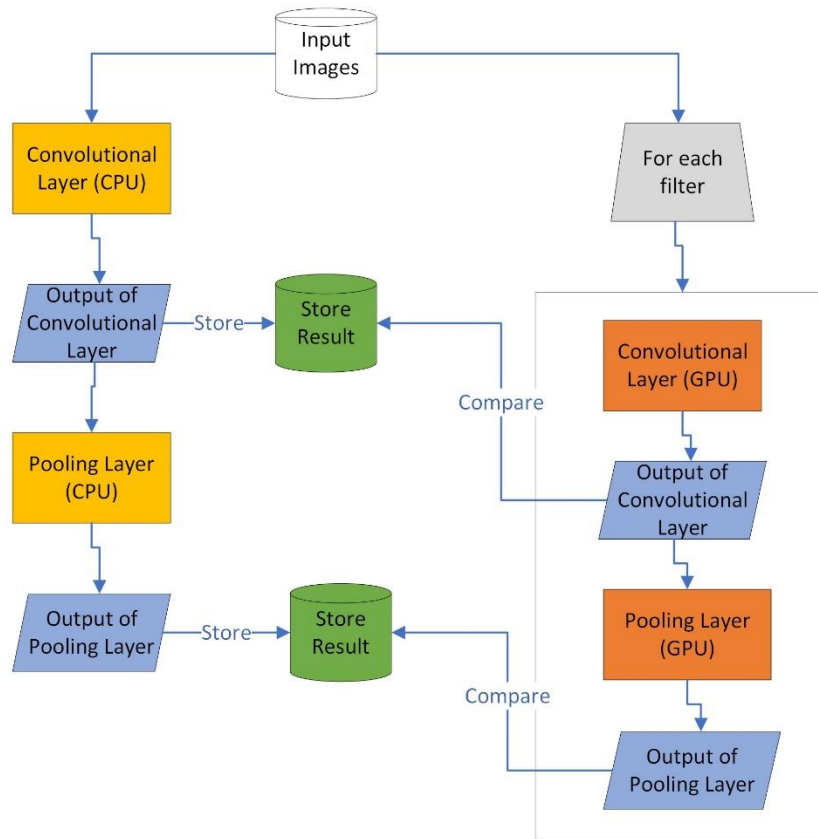 Input
Images
Convolutional
Layer (CPU)
For each
filter
Output of
Convolutional
Layer
Store
Store
Result
Convolutional
Layer (GPU)
Compare
Pooling Layer
(CPU)
Output of
Convolutional
Layer
Output of
Pooling Layer
Store
Store
Result
Pooling Layer
(GPU)
Compare
Output of
Pooling Layer